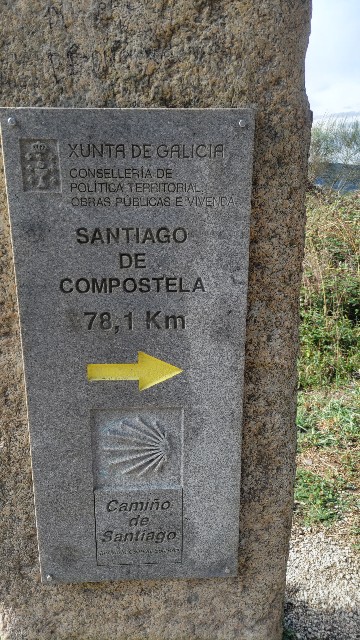 XUNTA DE GALICIA
CONSELLERÍA DE
POLÍTICA TERRITORIAL,
OBRAS PÚBLICAS E VIVENDA
SANTIAGO
DE
COMPOSTELA
78,1 Km
Camiño
de
Santiago